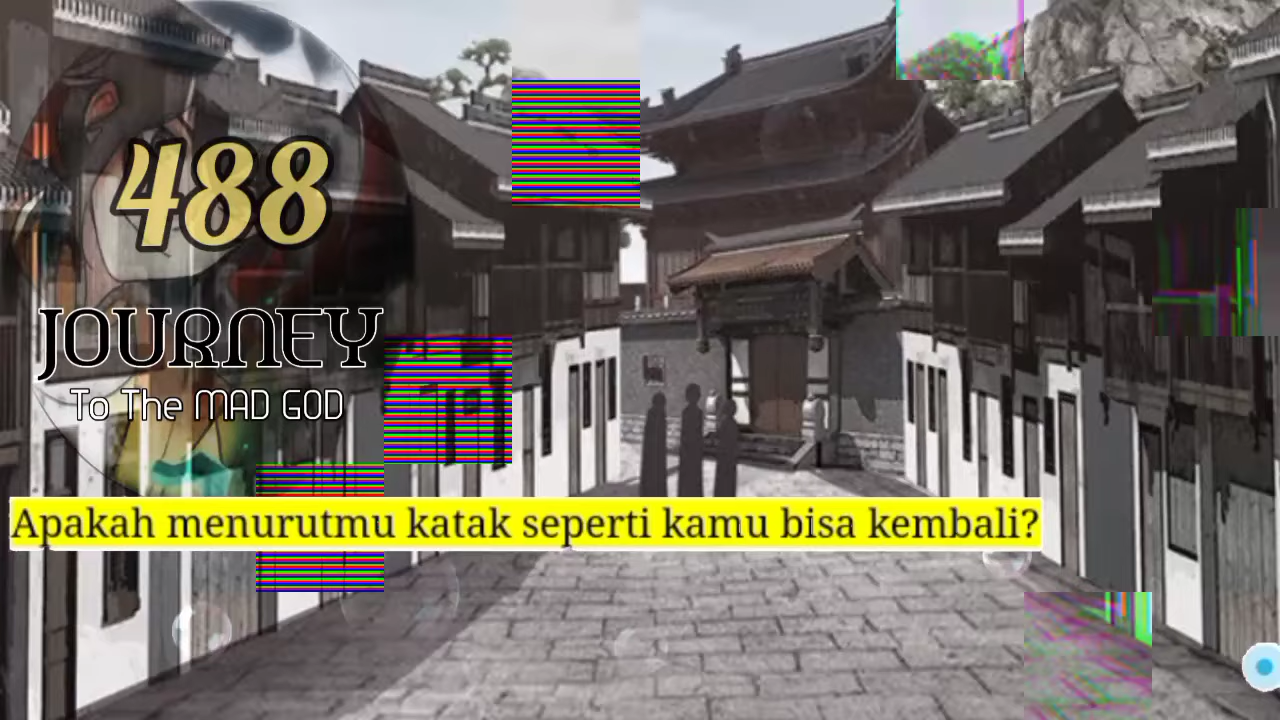 488
JOURNEY
To The MAD GOD
Apakah menurutmu katak seperti kamu bisa kembali?